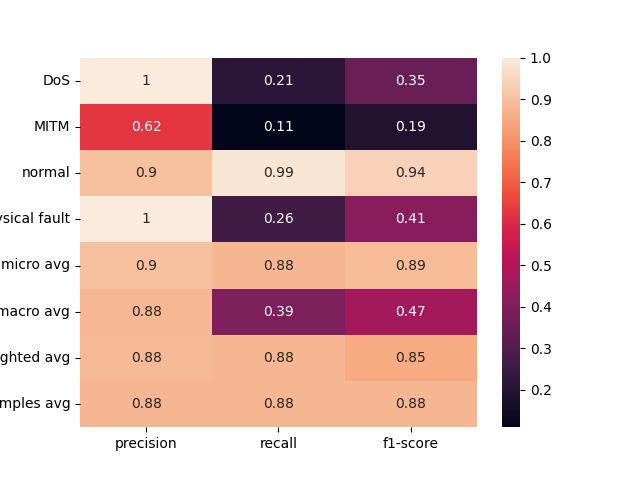 DoS 1 0.21 0.35
MITM 0.62 0.11 0.19
normal 0.9 0.99 0.94
ysical fault 1 0.26 0.41
micro avg 0.9 0.88 0.89
macro avg 0.88 0.39 0.47
ghted avg 0.88 0.88 0.85
mples avg 0.88 0.88 0.88
precision recall f1-score
1.0
0.9
0.8
0.7
0.6
0.5
0.4
0.3
0.2